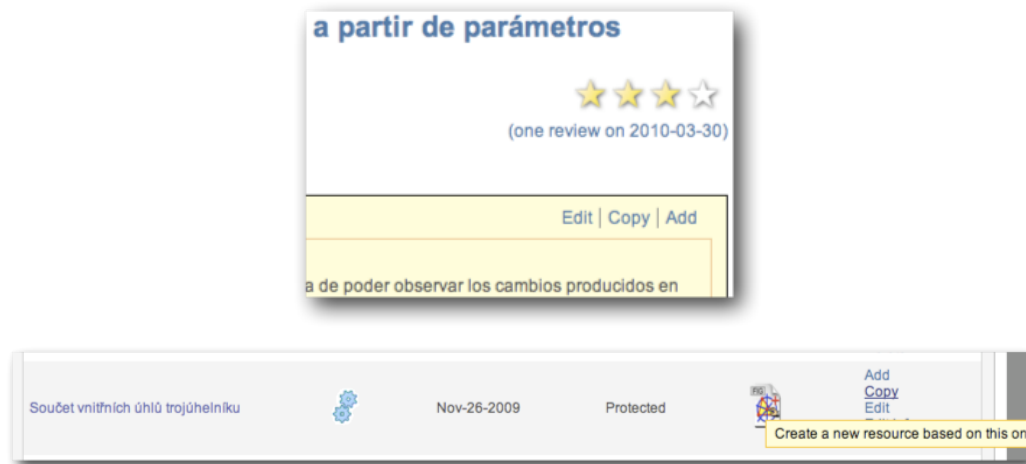 a partir de parámetros
(one review on 2010-03-30)
Edit | Copy | Add
a de poder observar los cambios producidos en
Součet vnitřních úhlů trojúhelníku
Nov-26-2009
Protected
FIG
Add
Copy
Edit
Create a new resource based on this on